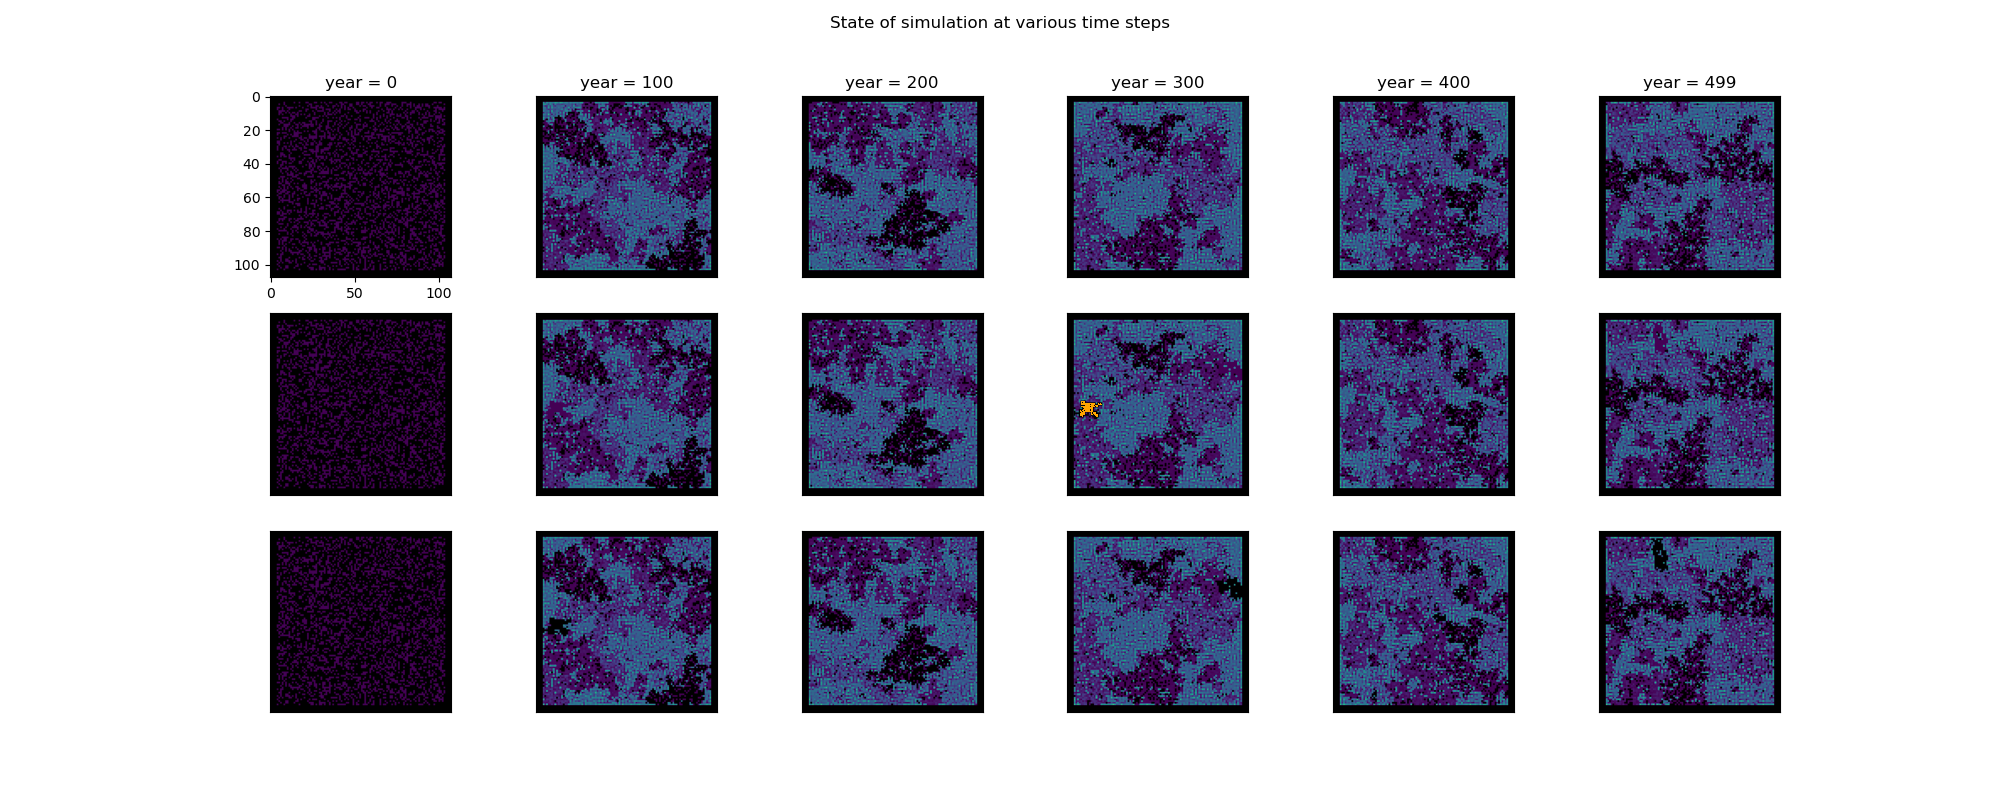 State of simulation at various time steps
year = 0
year = 100
year = 200
year = 300
year = 400
year = 499
0
20
40
60
80
100
0
50
100